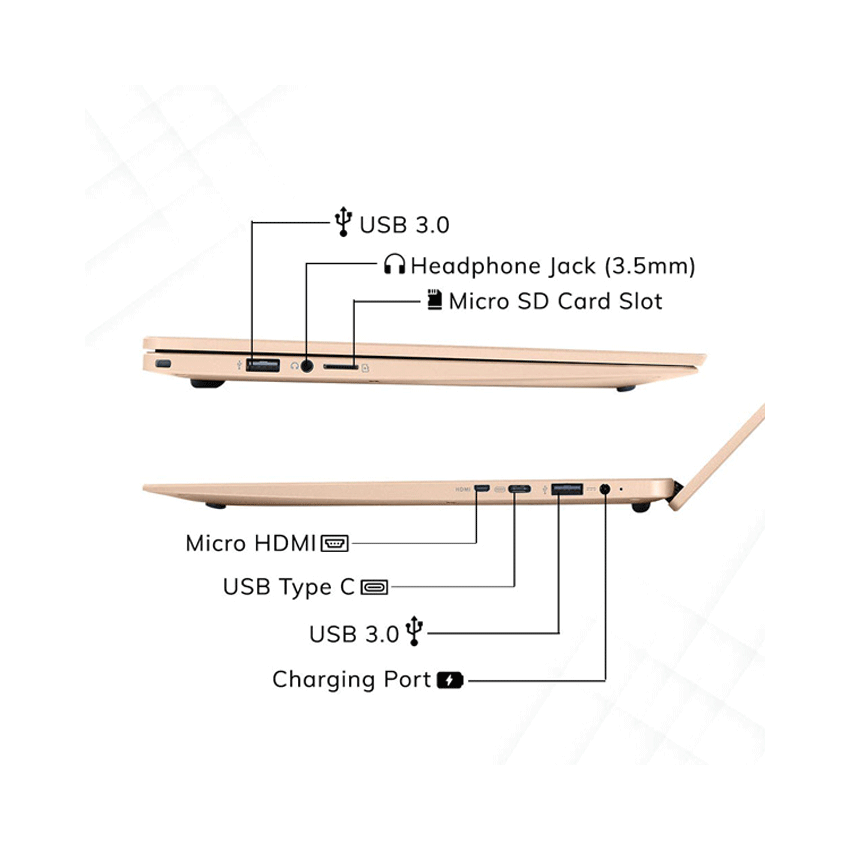 USB 3.0
Headphone Jack (3.5mm)
Micro SD Card Slot
HDMI
Micro HDMI
USB Type C
USB 3.0
Charging Port